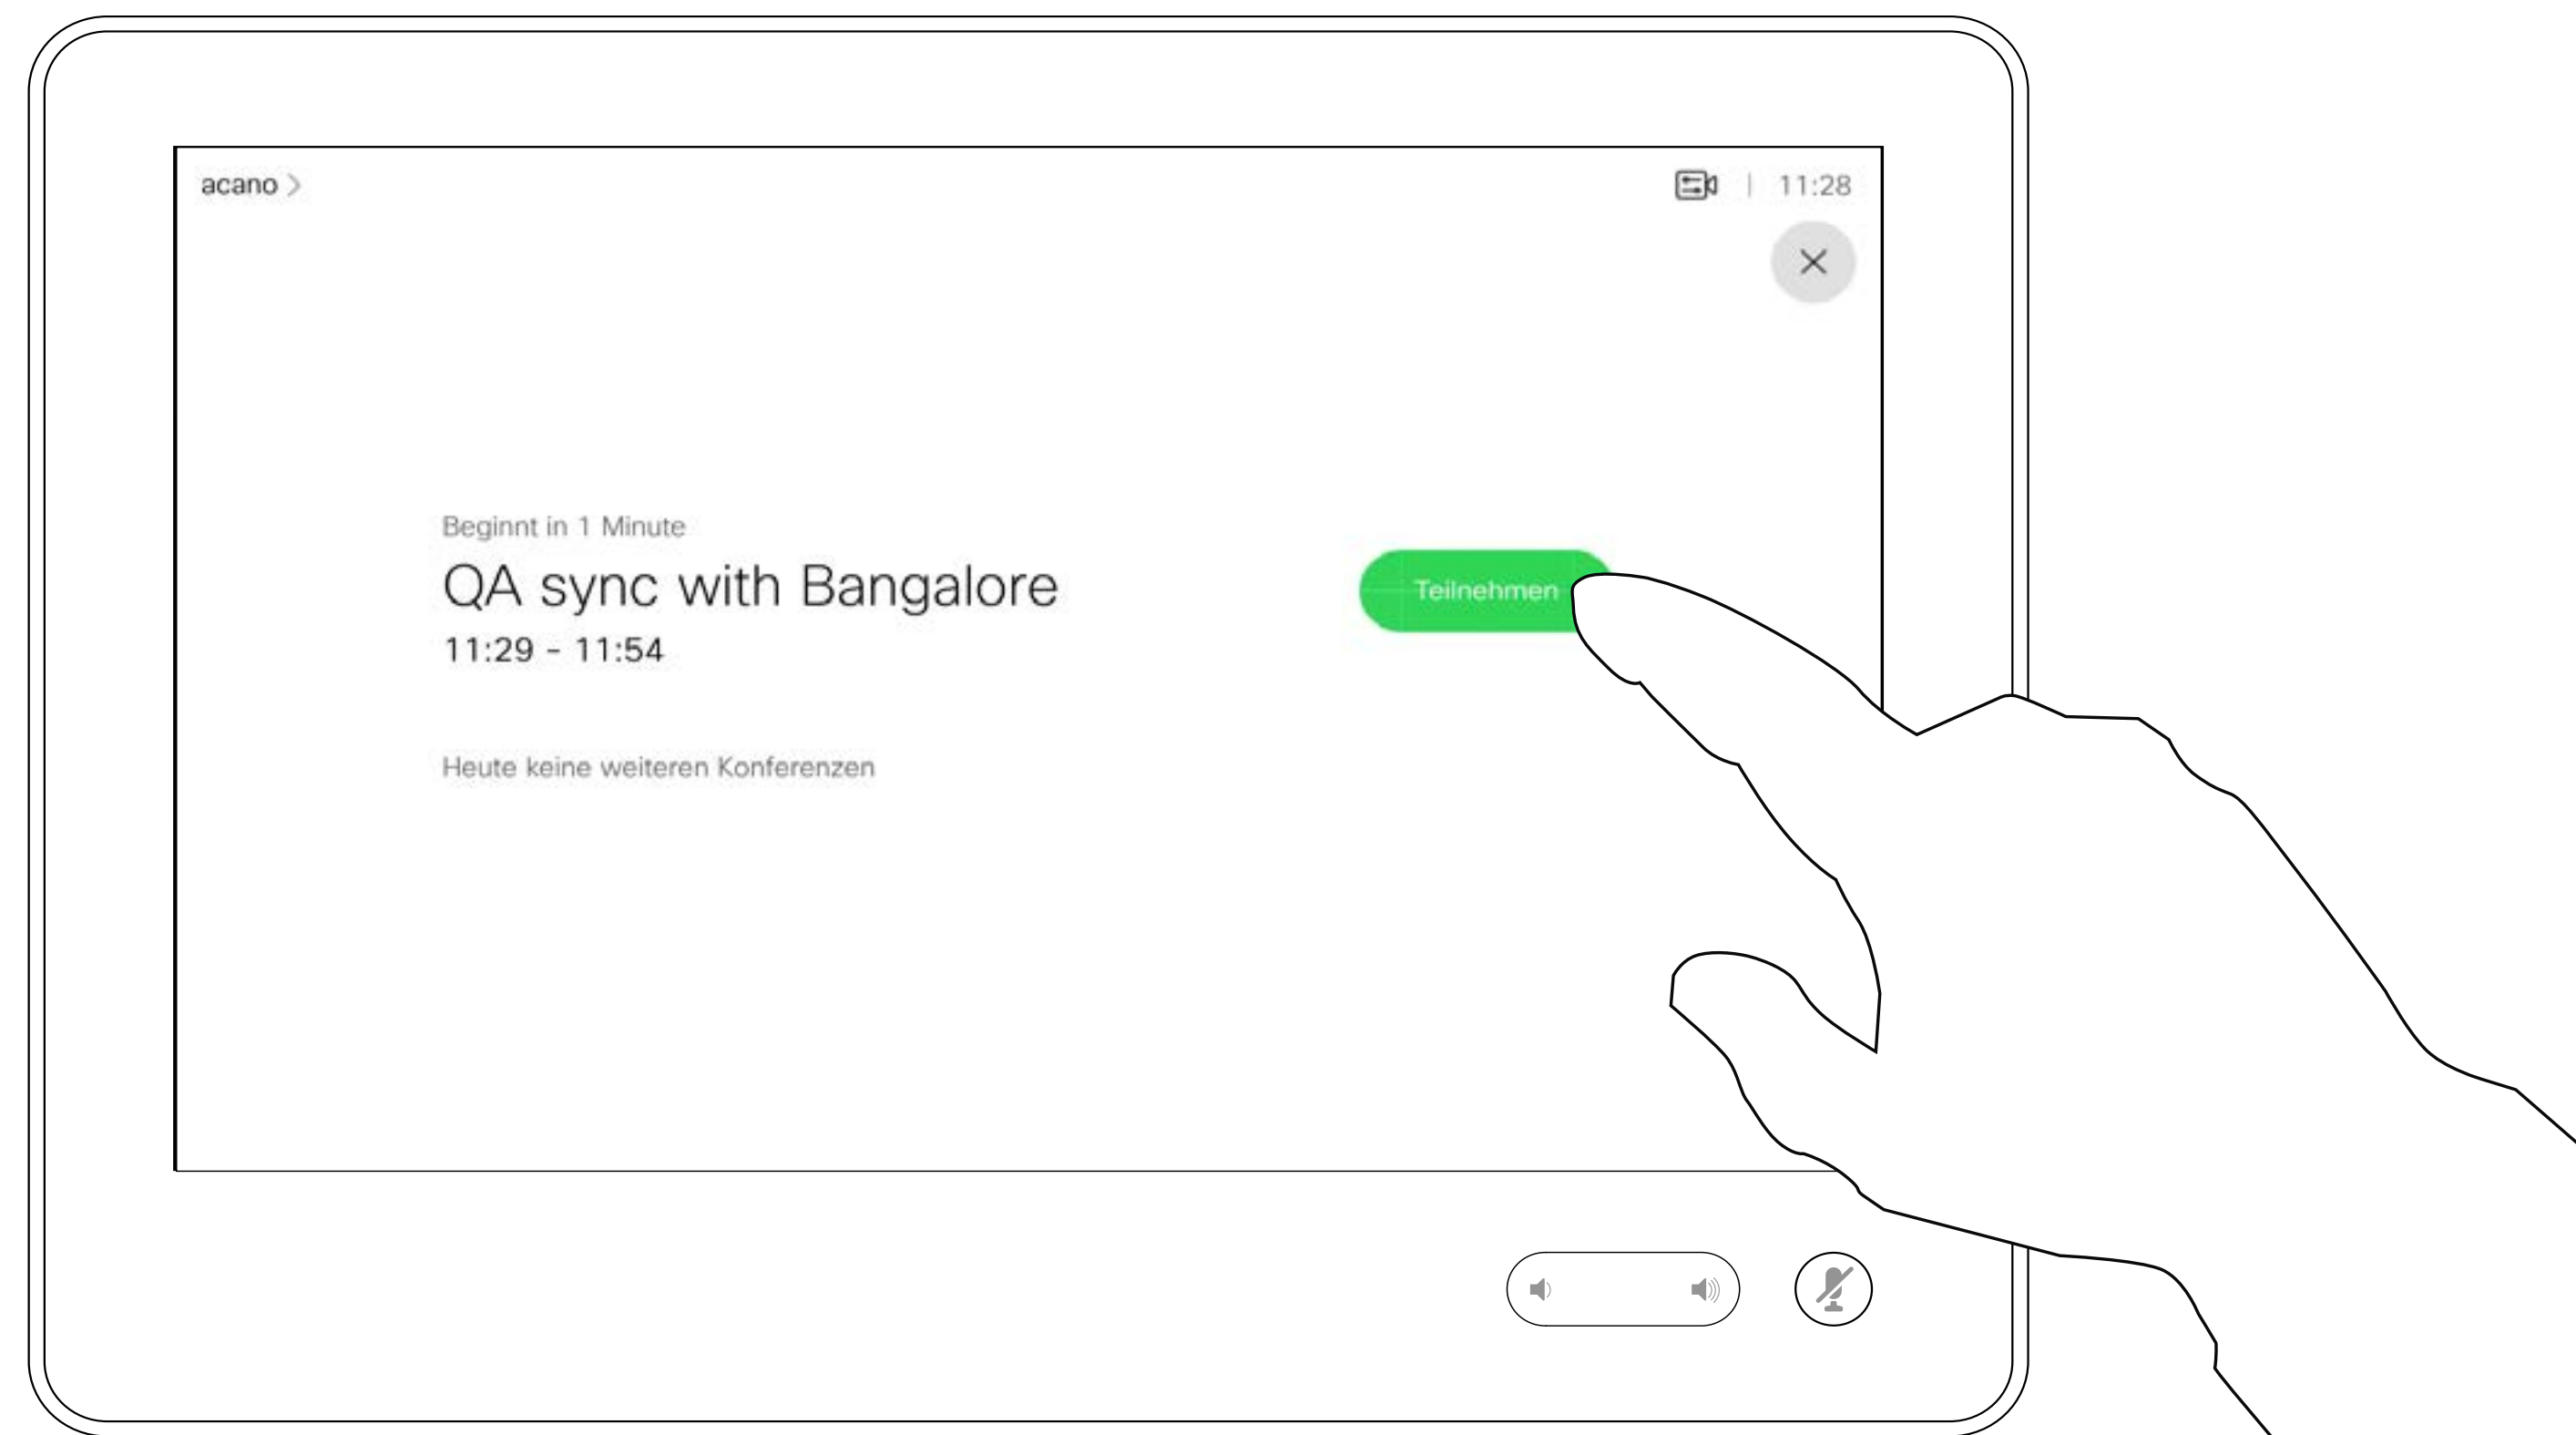 acano
11:28
Beginnt in 1 Minute
QA sync with Bangalore
11:29 - 11:54
Teilnehmen
Heute keine weiteren Konferenzen